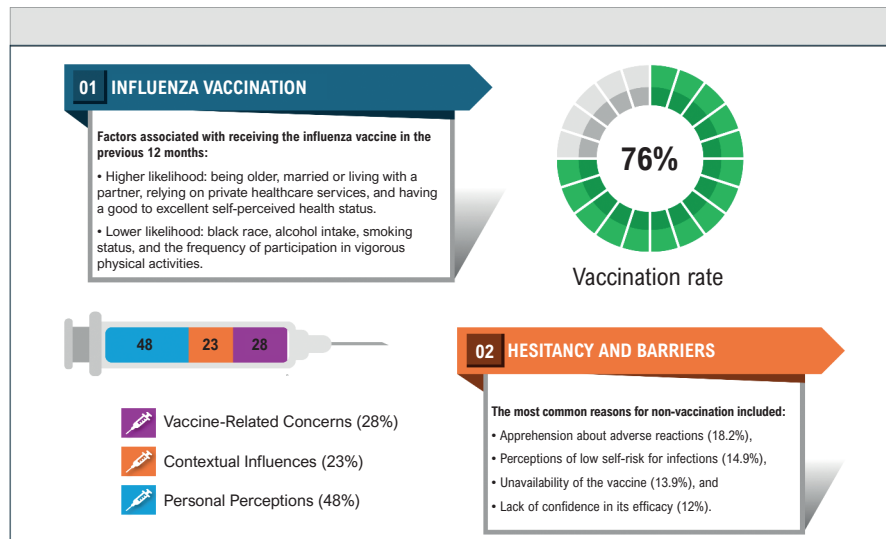 01 INFLUENZA VACCINATION
Factors associated with receiving the influenza vaccine in the
previous 12 months:
• Higher likelihood: being older, married or living with a
partner, relying on private healthcare services, and having
a good to excellent self-perceived health status.
• Lower likelihood: black race, alcohol intake, smoking
status, and the frequency of participation in vigorous
physical activities.
76%
Vaccination rate
48 23 28
Vaccine-Related Concerns (28%)
Contextual Influences (23%)
Personal Perceptions (48%)
02 HESITANCY AND BARRIERS
The most common reasons for non-vaccination included:
• Apprehension about adverse reactions (18.2%),
• Perceptions of low self-risk for infections (14.9%),
• Unavailability of the vaccine (13.9%), and
• Lack of confidence in its efficacy (12%).